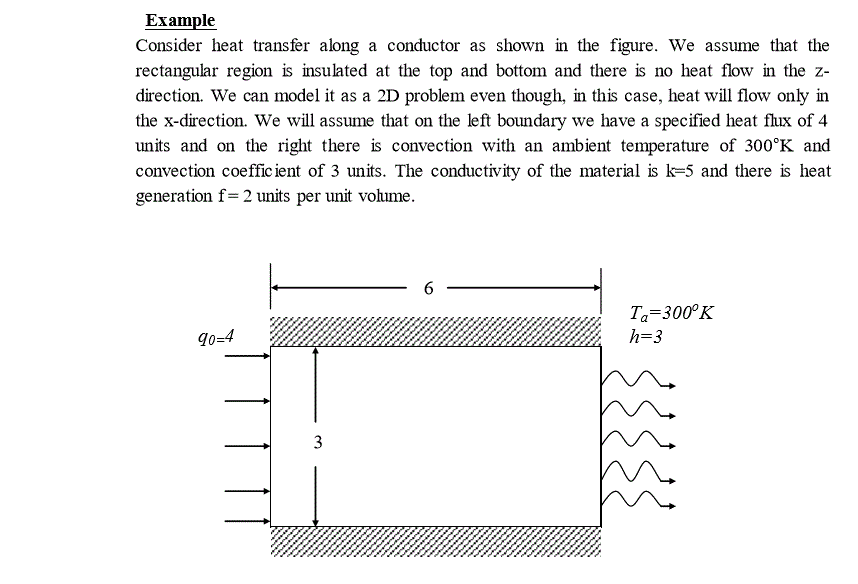 Example
Consider heat transfer along a conductor as shown in the figure. We assume that the
rectangular region is insulated at the top and bottom and there is no heat flow in the z-
direction. We can model it as a 2D problem even though, in this case, heat will flow only in
the x-direction. We will assume that on the left boundary we have a specified heat flux of 4
units and on the right there is convection with an ambient temperature of 300°K and
convection coefficient of 3 units. The conductivity of the material is k=5 and there is heat
generation f= 2 units per unit volume.
6
Ta=300°K
q0=4
h=3
3